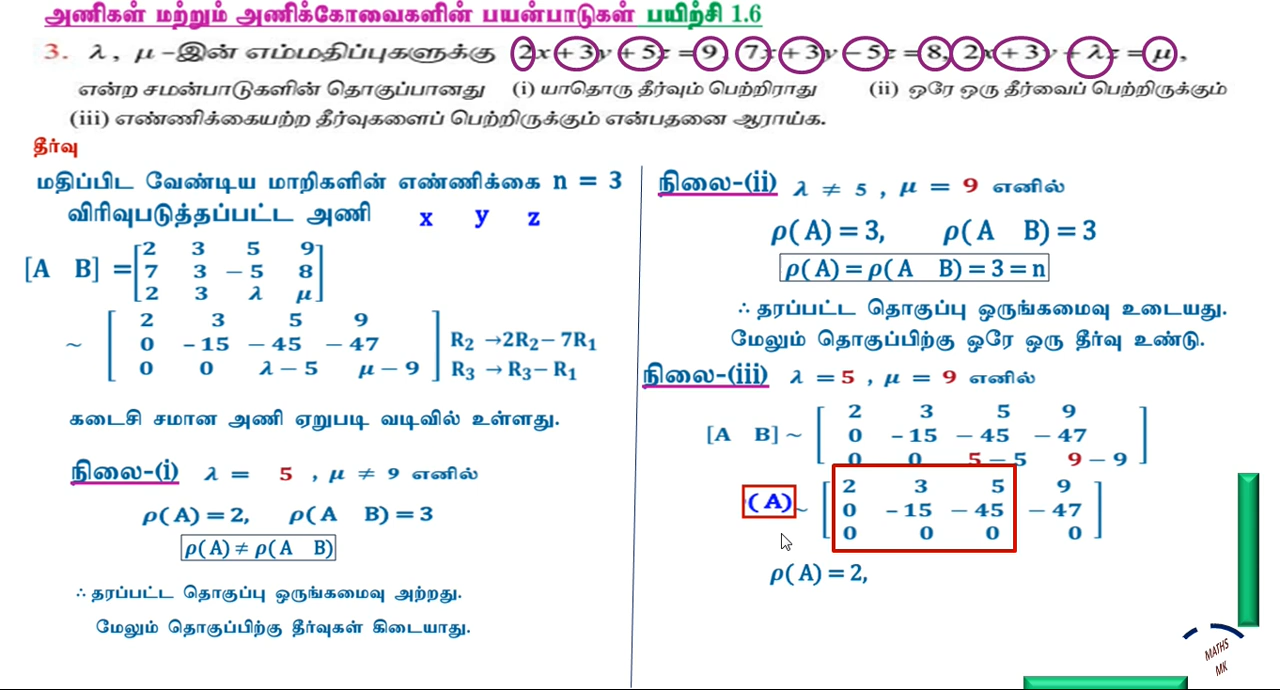 அணிகள் மற்றும் அணிக்கோவைகளின் பயன்பாடுகள் பயிற்சி 1.6
3. λ , μ -இன் எம்மதிப்புகளுக்கு 2x + 3y + 5z = 9, 7x + 3y − 5z = 8, 2x + 3y + λz = μ ,
என்ற சமன்பாடுகளின் தொகுப்பானது (i) யாதொரு தீர்வும் பெற்றிராது (ii) ஒரே ஒரு தீர்வைப் பெற்றிருக்கும்
(iii) எண்ணிக்கையற்ற தீர்வுகளைப் பெற்றிருக்கும் என்பதனை ஆராய்க.
தீர்வு
மதிப்பிட வேண்டிய மாறிகளின் எண்ணிக்கை n = 3
விரிவுபடுத்தப்பட்ட அணி x y z
2 3 5 9
[A B] = 7 3 − 5 8
2 3 λ μ
2 3 5 9
~ 0 − 15 − 45 − 47 R₂ →2R₂− 7R₁
0 0 λ − 5 μ − 9 R₃ → R₃− R₁
கடைசி சமான அணி ஏறுபடி வடிவில் உள்ளது.
நிலை-(i) λ = 5 , μ ≠ 9 எனில்
ρ(A) = 2, ρ(A B) = 3
ρ(A) ≠ ρ(A B)
∴ தரப்பட்ட தொகுப்பு ஒருங்கமைவு அற்றது.
மேலும் தொகுப்பிற்கு தீர்வுகள் கிடையாது.
நிலை-(ii) λ ≠ 5 , μ = 9 எனில்
ρ(A) = 3, ρ(A B) = 3
ρ(A) = ρ(A B) = 3 = n
∴ தரப்பட்ட தொகுப்பு ஒருங்கமைவு உடையது.
மேலும் தொகுப்பிற்கு ஒரே ஒரு தீர்வு உண்டு.
நிலை-(iii) λ = 5 , μ = 9 எனில்
2 3 5 9
[A B] ~ 0 − 15 − 45 − 47
0 0 5 − 5 9 − 9
2 3 5 9
(A) ~ 0 − 15 − 45 − 47
0 0 0 0
ρ(A) = 2,
MATHS
MK